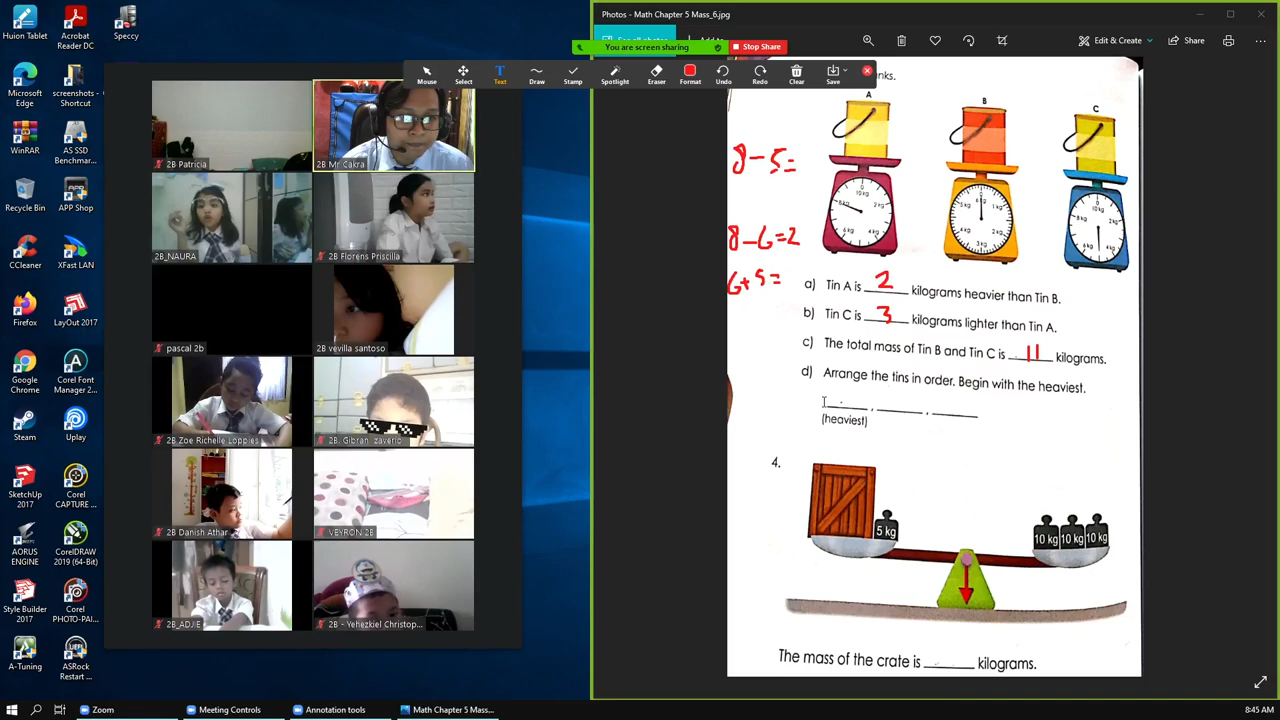 Huion Tablet
Acrobat Reader DC
Speccy
Microsoft Edge
Screenshots - Shortcut
WinRAR
AS SSD Benchmar...
Recycle Bin
APP Shop
CCleaner
XFast LAN
Firefox
LayOut 2017
Google Chrome
Corel Font Manager 2...
Steam
Uplay
SketchUp 2017
Corel CAPTURE ...
AORUS ENGINE
CorelDRAW 2019 (64-Bit)
Style Builder 2017
Corel PHOTO-PAI...
A-Tuning
ASRock Restart ...
2B Patricia
2B Mr Cakra
2B_NAURA
2B Florens Priscilla
pascal 2b
2B vevilla santoso
2B Zoe Richelle Loppies
2B. Gibran zaverio
2B Danish Athar
VEYRON 2B
2B_ADJIE
2B - Yehezkiel Christop...
Photos - Math Chapter 5 Mass_6.jpg
You are screen sharing
Stop Share
Edit & Create
Share
Mouse
Select
Text
Draw
Stamp
Spotlight
Eraser
Format
Undo
Redo
Clear
Save
A
B
C
8-5=
8-6=2
6+5=
a) Tin A is 2 kilograms heavier than Tin B.
b) Tin C is 3 kilograms lighter than Tin A.
c) The total mass of Tin B and Tin C is 11 kilograms.
d) Arrange the tins in order. Begin with the heaviest.
(heaviest)
4.
5 kg
10 kg 10 kg 10 kg
The mass of the crate is ______ kilograms.
Zoom
Meeting Controls
Annotation tools
Math Chapter 5 Mass...
8:45 AM